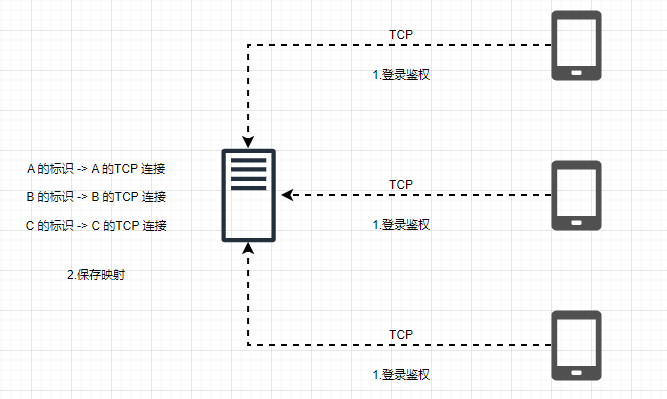 TCP
1.登录鉴权
A 的标识 -> A 的TCP 连接
TCP
B 的标识 -> B 的TCP 连接
C 的标识 -> C 的TCP 连接
1.登录鉴权
2.保存映射
TCP
1.登录鉴权